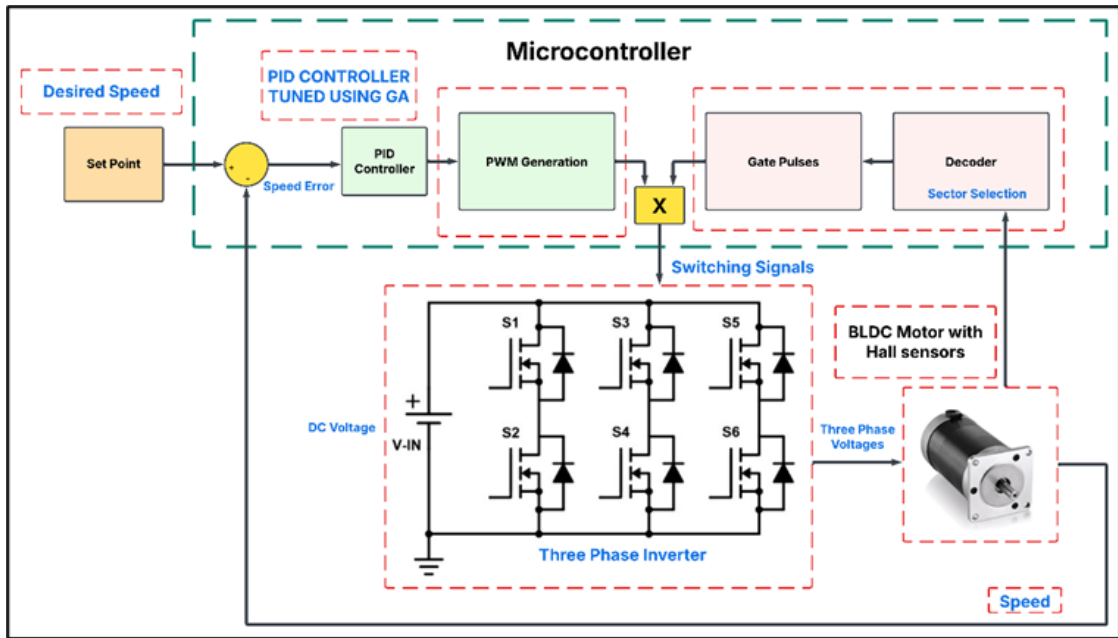 Microcontroller
Desired Speed
PID CONTROLLER
TUNED USING GA
Set Point
+
-
Speed Error
PID
Controller
PWM Generation
X
Gate Pulses
Decoder
Sector Selection
Switching Signals
S1
S3
S5
BLDC Motor with
Hall sensors
DC Voltage
+
V-IN
S2
S4
S6
Three Phase
Voltages
Three Phase Inverter
Speed